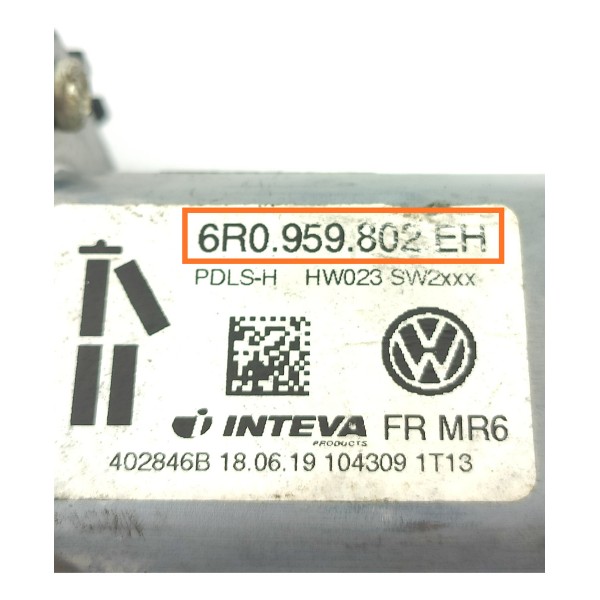 6R0.959.802 EH
PDLS-H HW023 SW2xxx
INTEVA FR MR6
PRODUCTS
402846B 18.06.19 104309 1T13